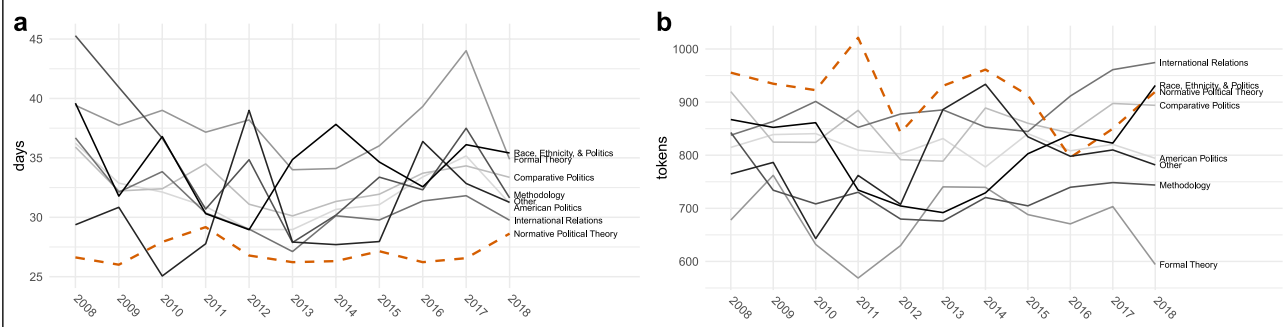 a
45
40
35
30
25
days
Race, Ethnicity, & Politics
Formal Theory
Comparative Politics
Methodology
Other
American Politics
International Relations
Normative Political Theory
2008 2009 2010 2011 2012 2013 2014 2015 2016 2017 2018
b
1000
900
800
700
600
tokens
International Relations
Race, Ethnicity, & Politics
Normative Political Theory
Comparative Politics
American Politics
Other
Methodology
Formal Theory
2008 2009 2010 2011 2012 2013 2014 2015 2016 2017 2018